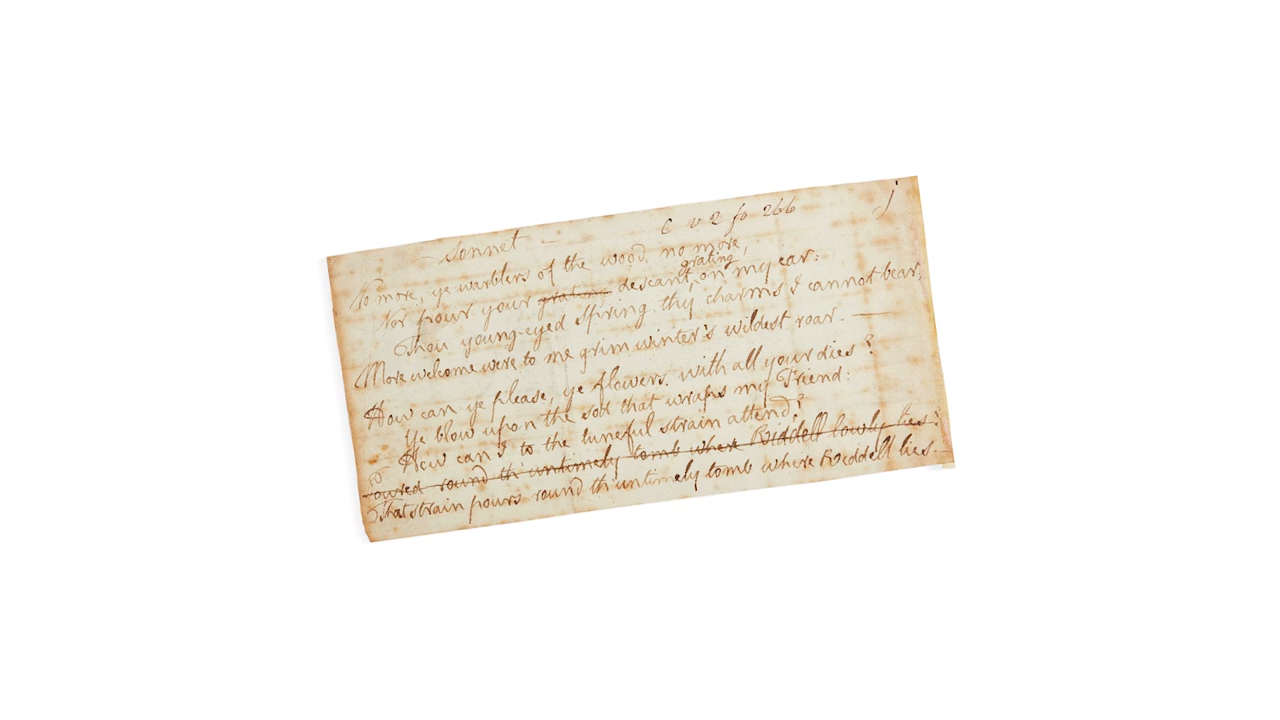 Sonnet —
C v 2 fo 266
No more, ye warblers of the wood, no more,
grating,
Nor pour your grating descant, on my ear:
Thou young-eyed Spring, thy charms I cannot bear,
More welcome were to me grim winter's wildest roar. —
How can ye please, ye flowers, with all your dies?
Ye blow upon the sod that wraps my Friend:
How can I to the tuneful strain attend?
Poured round th' untimely tomb where Riddell lowly lies?
That strain pours round th' untimely tomb where Riddell lies. —